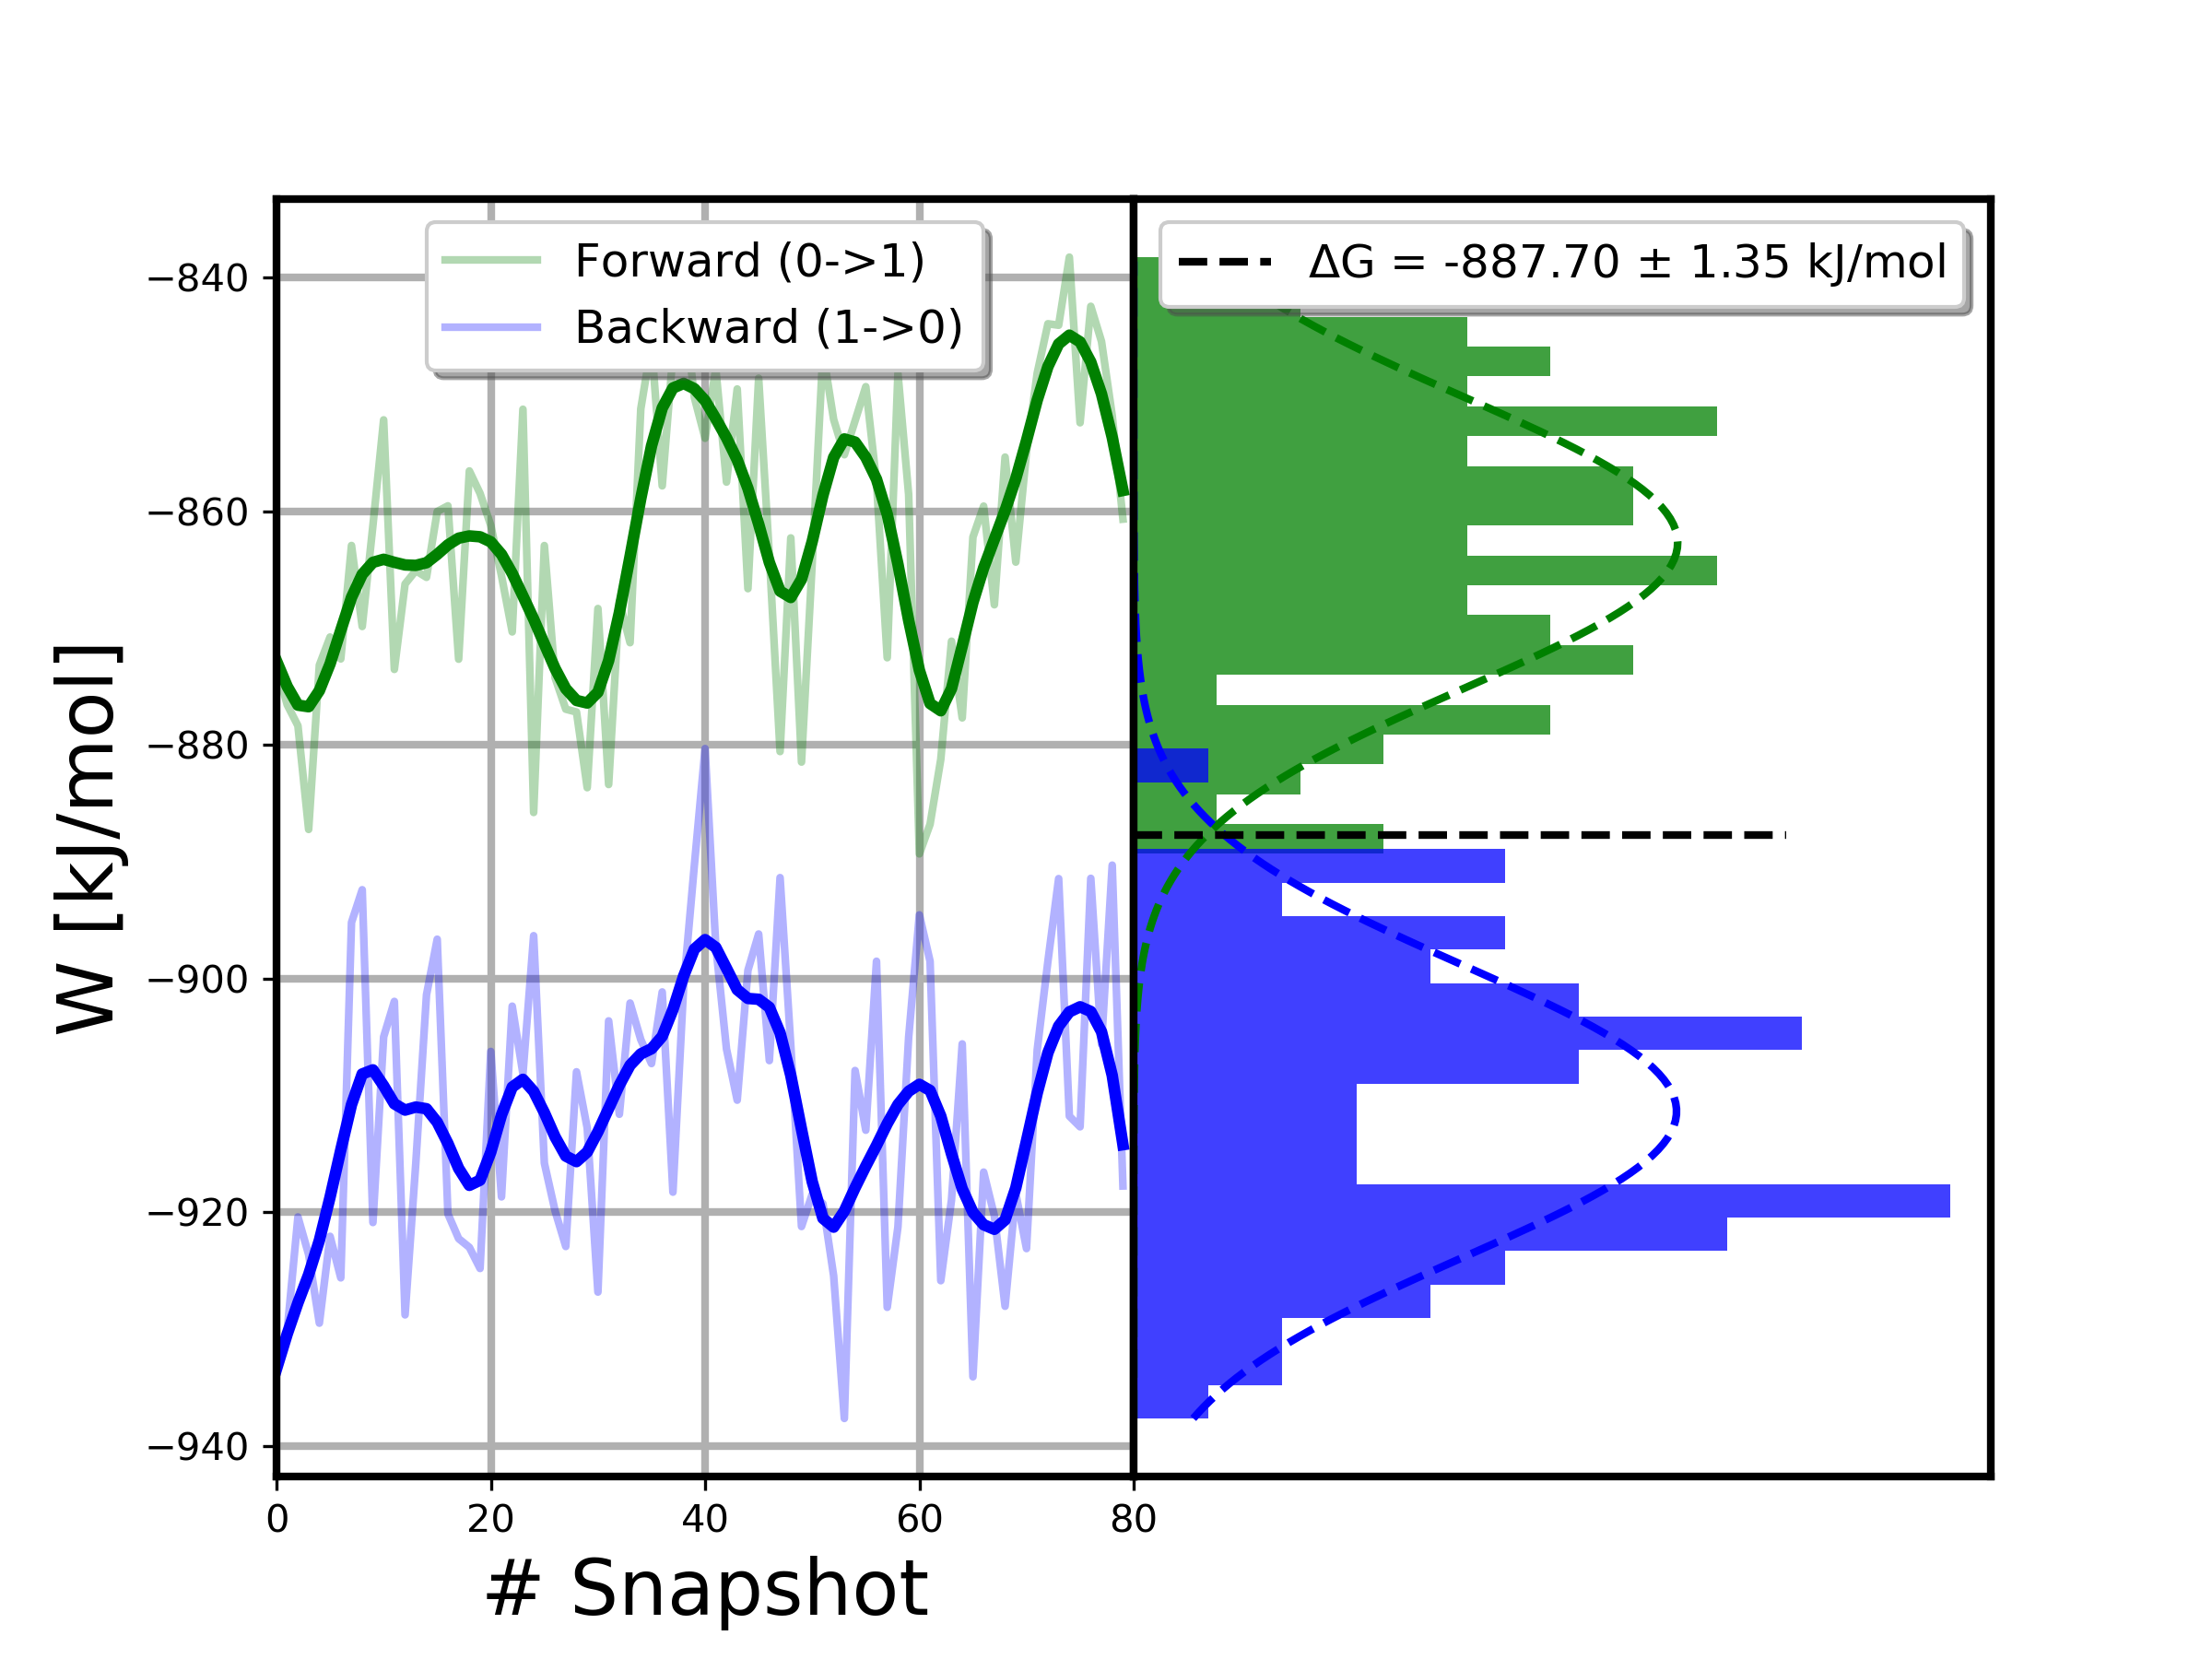 Forward (0->1)
Backward (1->0)
ΔG = -887.70 ± 1.35 kJ/mol
W [kJ/mol]
−840
−860
−880
−900
−920
−940
0 20 40 60 80
# Snapshot